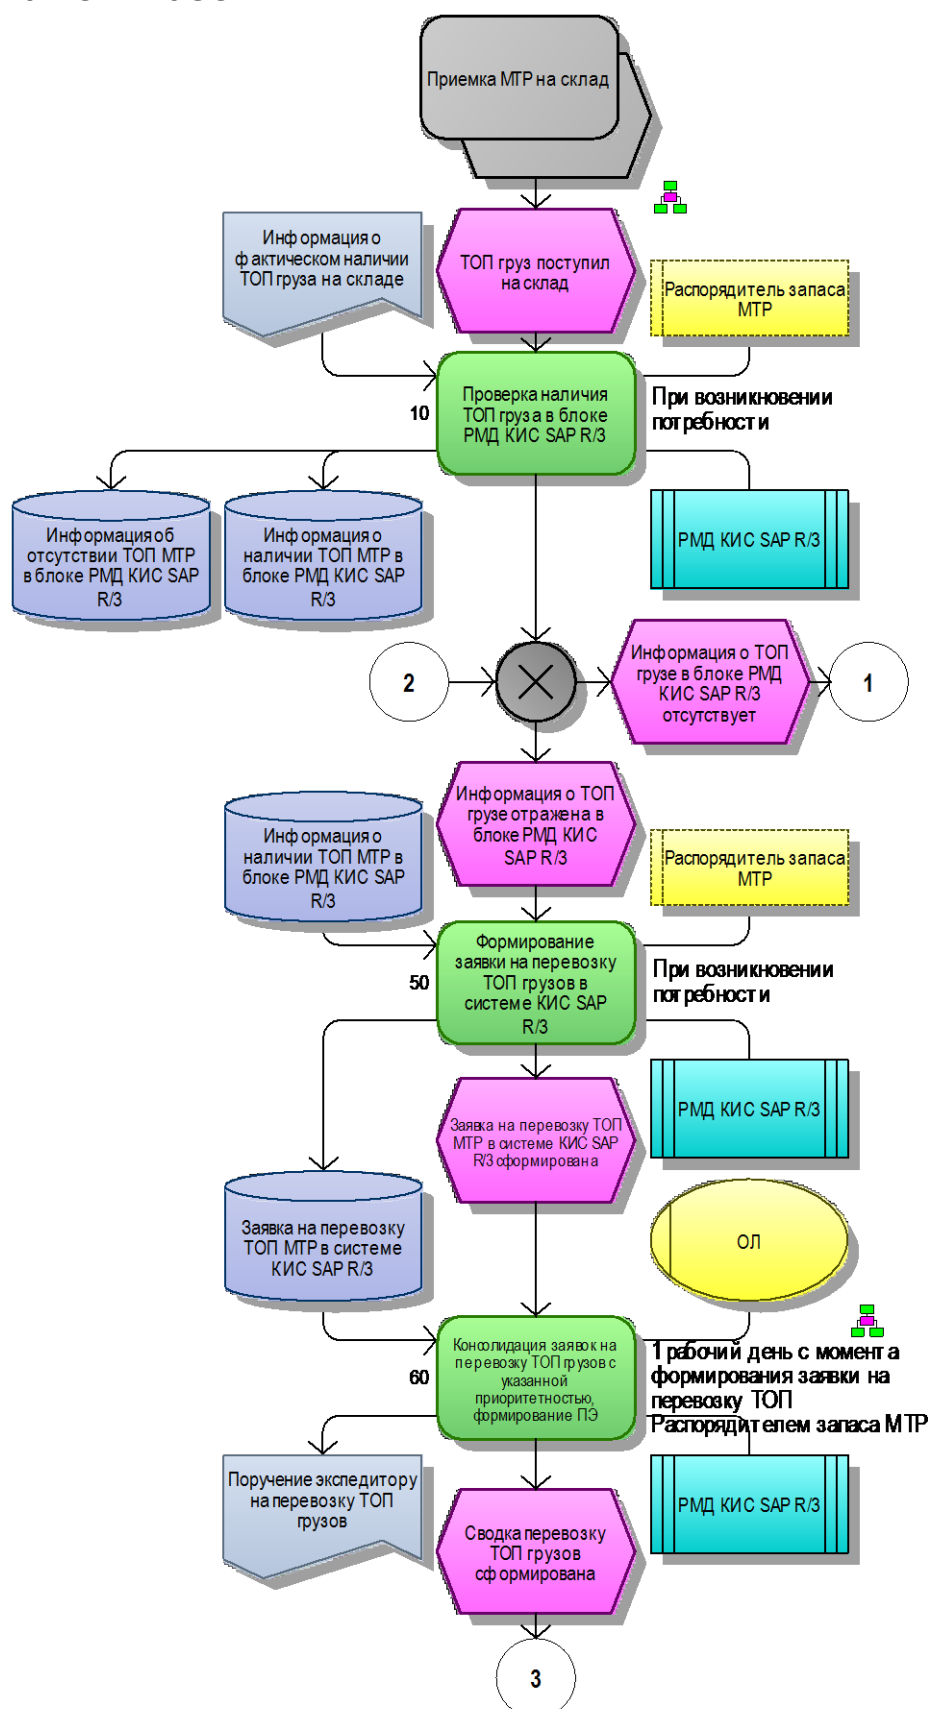 Приемка МТР на склад
Информация о
фактическом наличии
ТОП груза на складе
ТОП груз поступил
на склад
Распорядитель запаса
МТР
10
Проверка наличия
ТОП груза в блоке
РМД КИС SAP R/3
При возникновении
потребности
Информация об
отсутствии ТОП МТР
в блоке РМД КИС SAP
R/3
Информация о
наличии ТОП МТР в
блоке РМД КИС SAP
R/3
РМД КИС SAP R/3
2
Информация о ТОП
грузе в блоке РМД
КИС SAP R/3
отсутствует
1
Информация о ТОП
грузе отражена в
блоке РМД КИС
SAP R/3
Информация о
наличии ТОП МТР в
блоке РМД КИС SAP
R/3
Распорядитель запаса
МТР
50
Формирование
заявки на перевозку
ТОП грузов в
системе КИС SAP
R/3
При возникновении
потребности
Заявка на перевозку ТОП
МТР в системе КИС SAP
R/3 сформирована
РМД КИС SAP R/3
Заявка на перевозку
ТОП МТР в системе
КИС SAP R/3
ОЛ
60
Консолидация заявок на
перевозку ТОП грузов с
указанной
приоритетностью,
формирование ПЭ
1 рабочий день с момента
формирования заявки на
перевозку ТОП
Распорядителем запаса МТР
Поручение экспедитору
на перевозку ТОП
грузов
Сводка перевозку
ТОП грузов
сформирована
РМД КИС SAP R/3
3